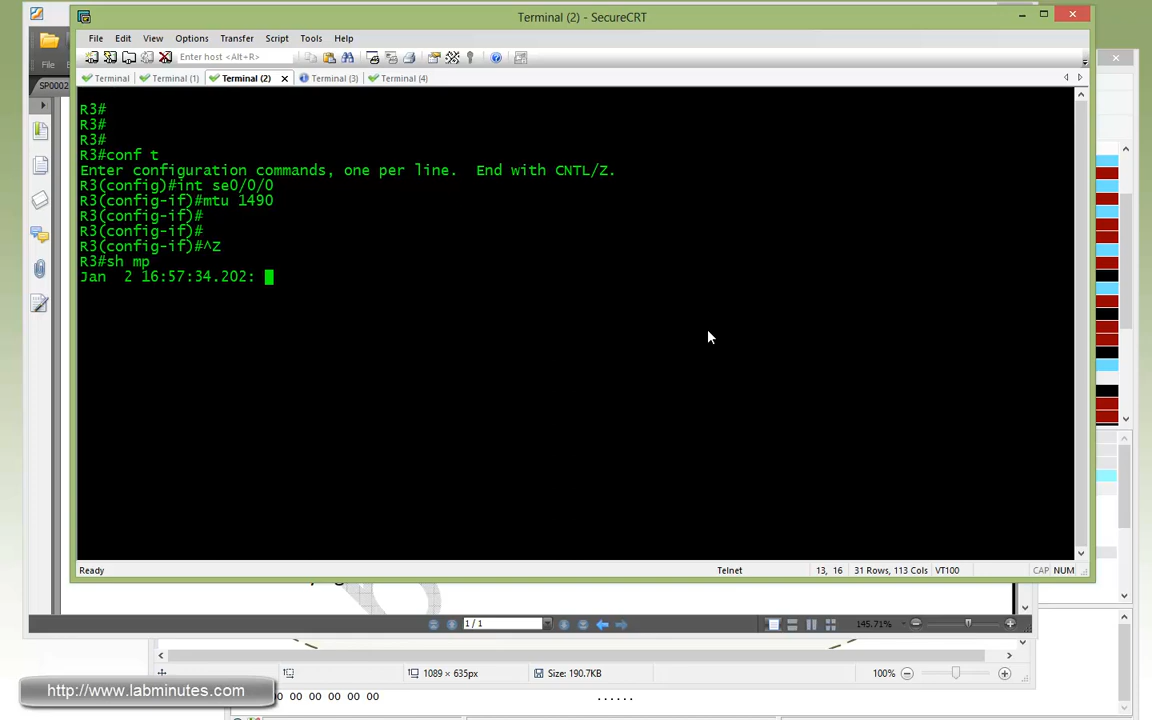 Terminal (2) - SecureCRT
File Edit View Options Transfer Script Tools Help
Enter host <Alt+R>
File
SP0002
Terminal Terminal (1) Terminal (2) Terminal (3) Terminal (4)
R3#
R3#
R3#
R3#conf t
Enter configuration commands, one per line.  End with CNTL/Z.
R3(config)#int se0/0/0
R3(config-if)#mtu 1490
R3(config-if)#
R3(config-if)#
R3(config-if)#^Z
R3#sh mp
Jan  2 16:57:34.202:
Ready Telnet 13, 16 31 Rows, 113 Cols VT100 CAP NUM
1 / 1 145.71%
1089 × 635px Size: 190.7KB 100%
http://www.labminutes.com
00 00 00 00 00 00 ......